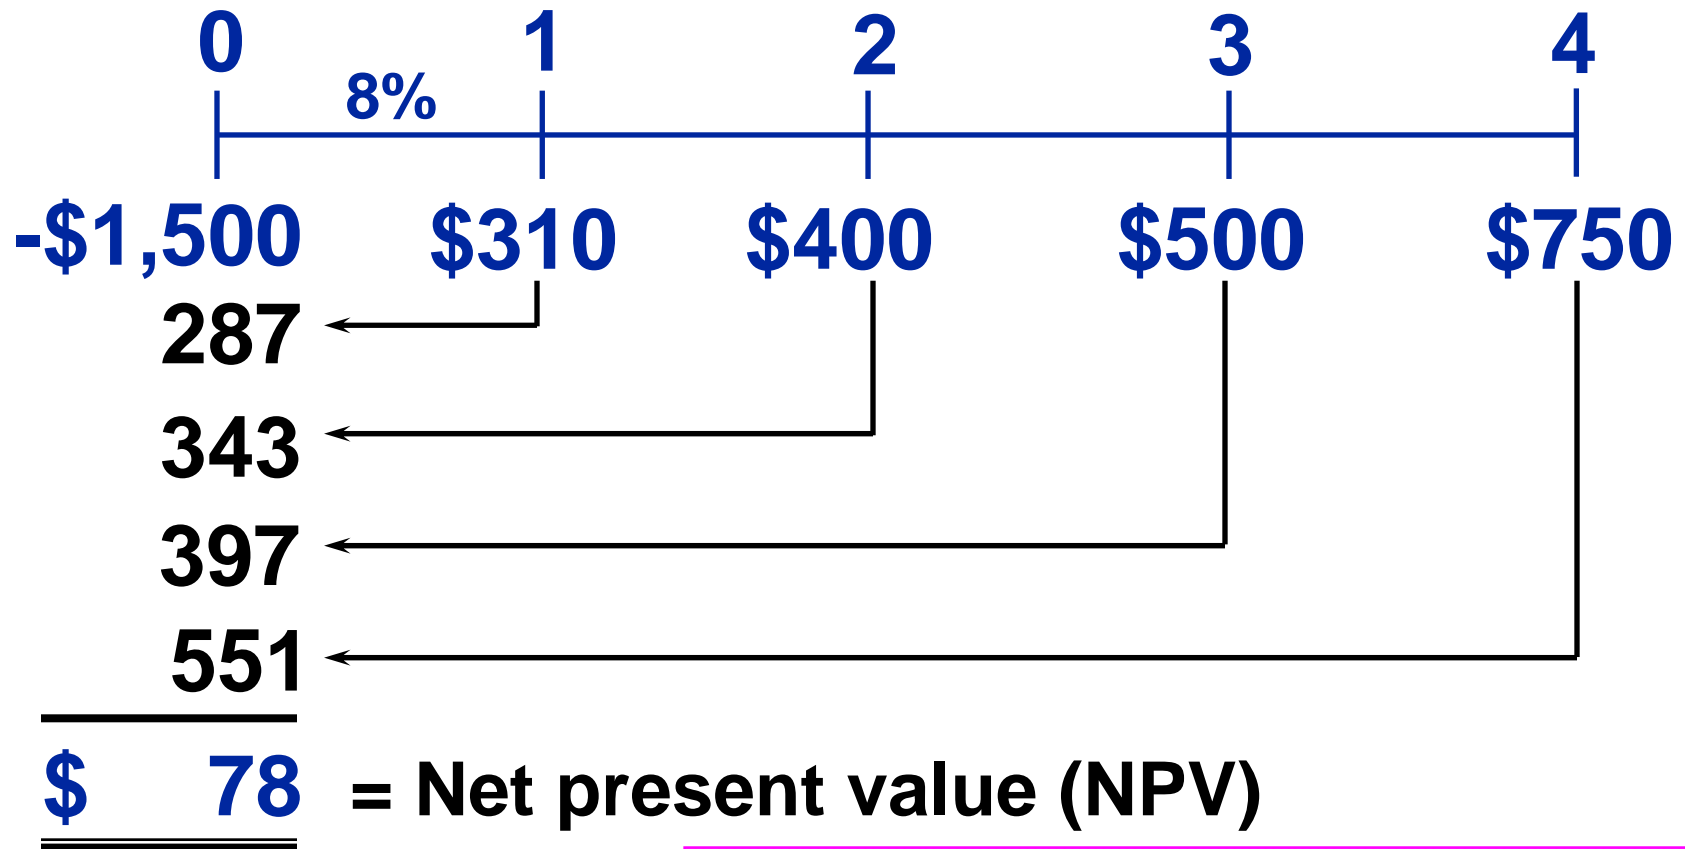 0 1 2 3 4
8%
-$1,500 $310 $400 $500 $750
287
343
397
551
$ 78 = Net present value (NPV)